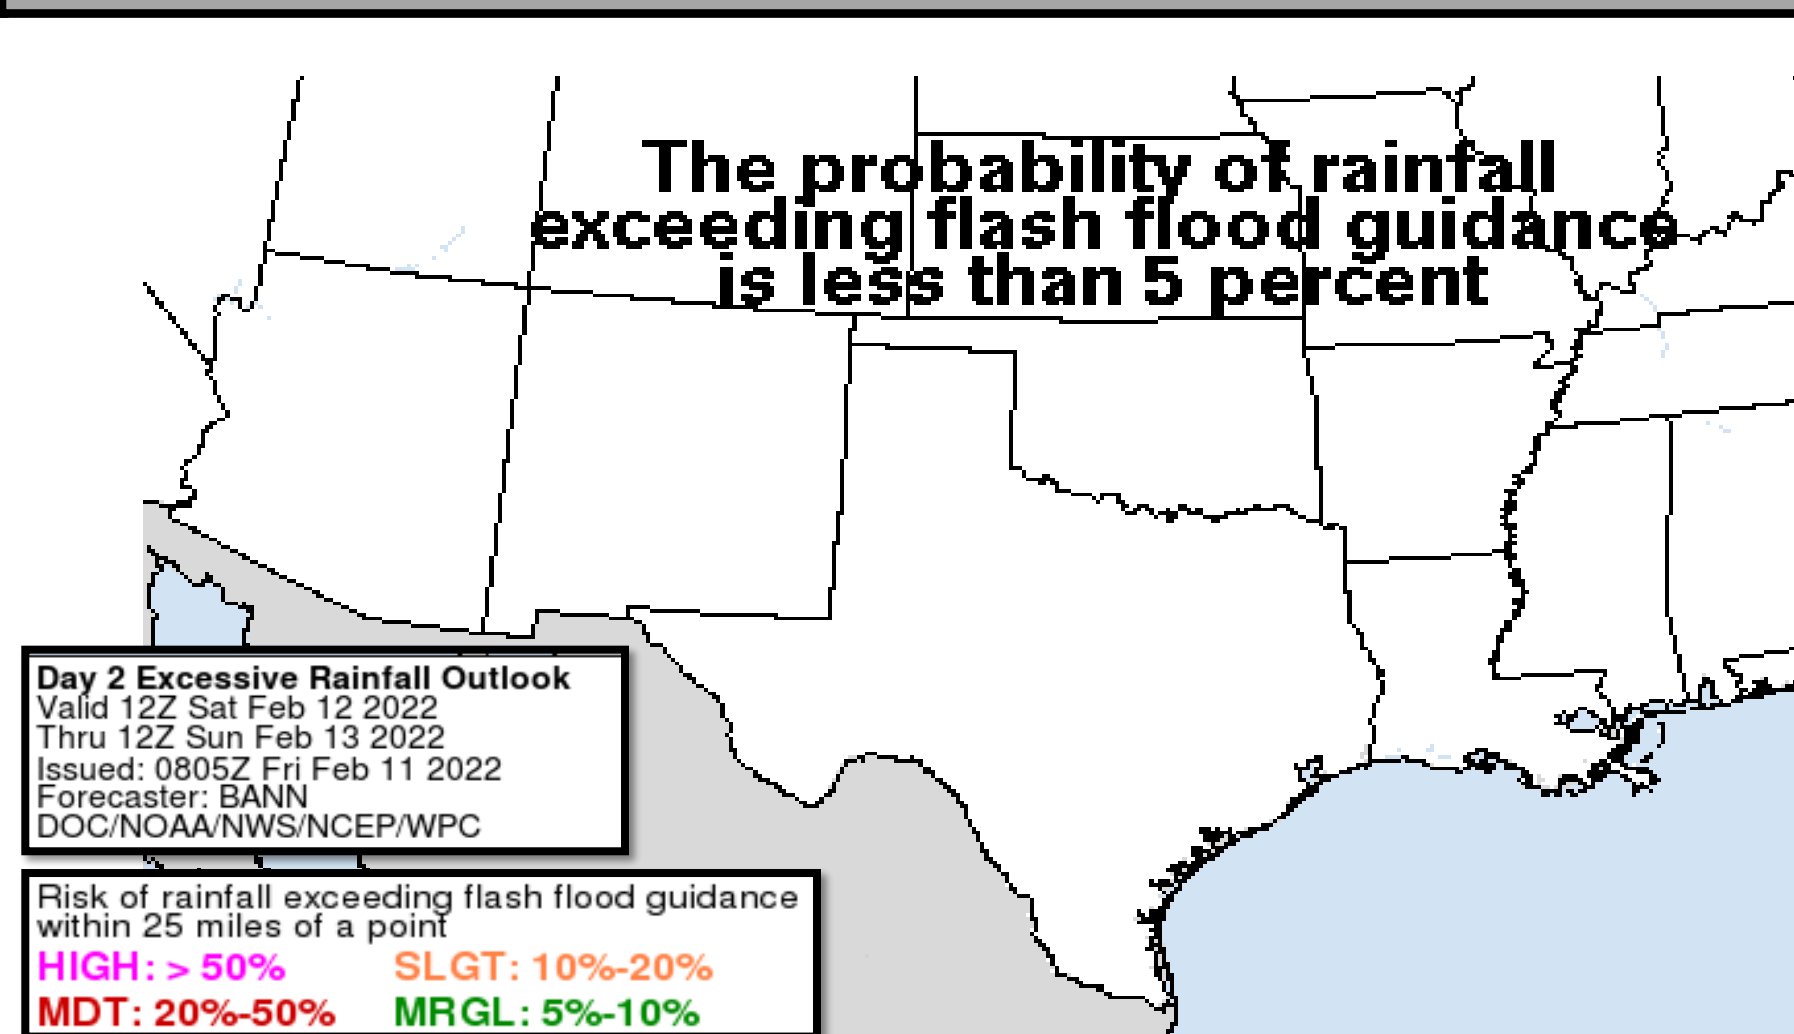 The probability of rainfall
exceeding flash flood guidance
is less than 5 percent
Day 2 Excessive Rainfall Outlook
Valid 12Z Sat Feb 12 2022
Thru 12Z Sun Feb 13 2022
Issued: 0805Z Fri Feb 11 2022
Forecaster: BANN
DOC/NOAA/NWS/NCEP/WPC
Risk of rainfall exceeding flash flood guidance
within 25 miles of a point
HIGH: > 50% SLGT: 10%-20%
MDT: 20%-50% MRGL: 5%-10%